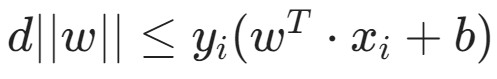 d||w|| ≤ y_i(w^T · x_i + b)